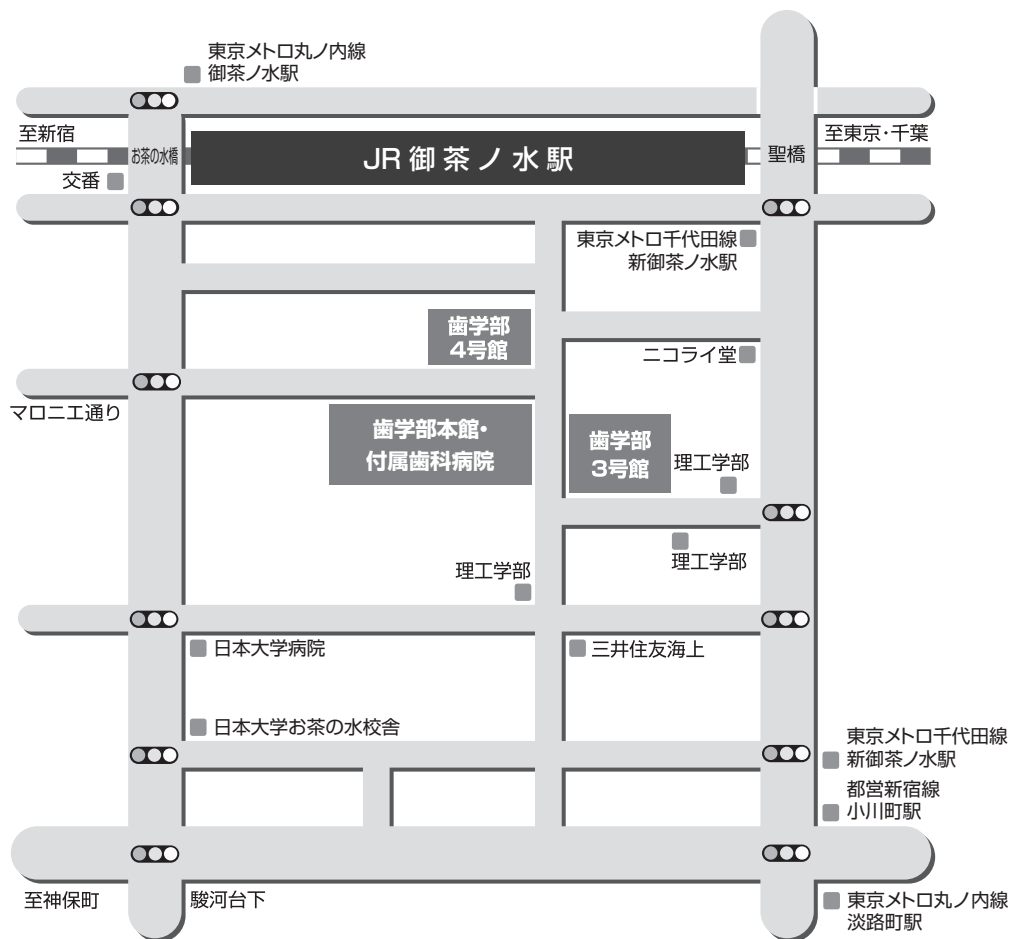 東京メトロ丸ノ内線
御茶ノ水駅
至新宿
お茶の水橋
JR 御茶ノ水駅
聖橋
至東京・千葉
交番
東京メトロ千代田線
新御茶ノ水駅
歯学部
4号館
ニコライ堂
マロニエ通り
歯学部本館・
付属歯科病院
歯学部
3号館
理工学部
理工学部
理工学部
日本大学病院
三井住友海上
日本大学お茶の水校舎
東京メトロ千代田線
新御茶ノ水駅
都営新宿線
小川町駅
至神保町
駿河台下
東京メトロ丸ノ内線
淡路町駅